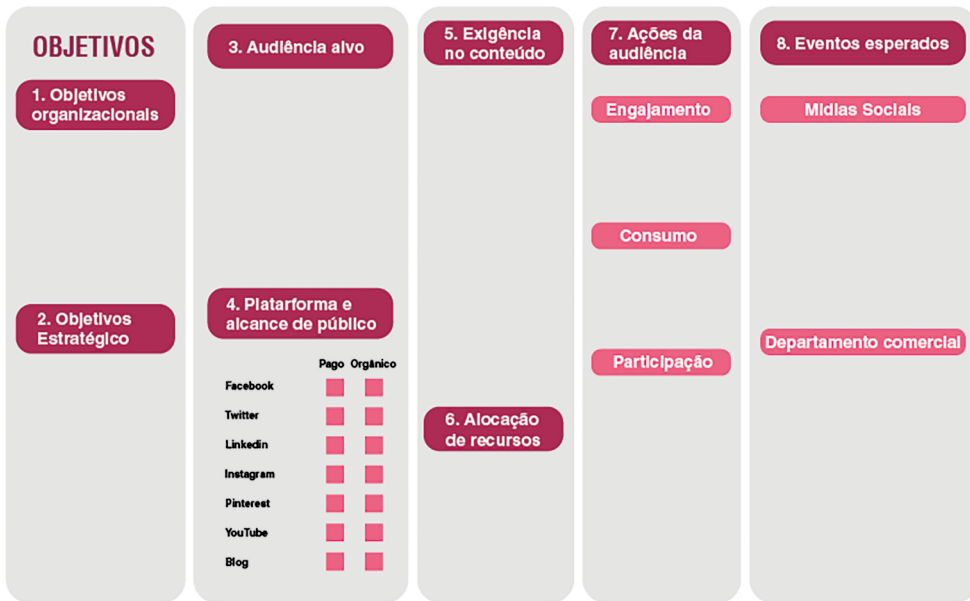 OBJETIVOS
1. Objetivos
organizacionais
2. Objetivos
Estratégico
3. Audiência alvo
4. Platarforma e
alcance de público
Pago Orgânico
Facebook
Twitter
Linkedin
Instagram
Pinterest
YouTube
Blog
5. Exigência
no conteúdo
6. Alocação
de recursos
7. Ações da
audiência
Engajamento
Consumo
Participação
8. Eventos esperados
Midias Sociais
Departamento comercial